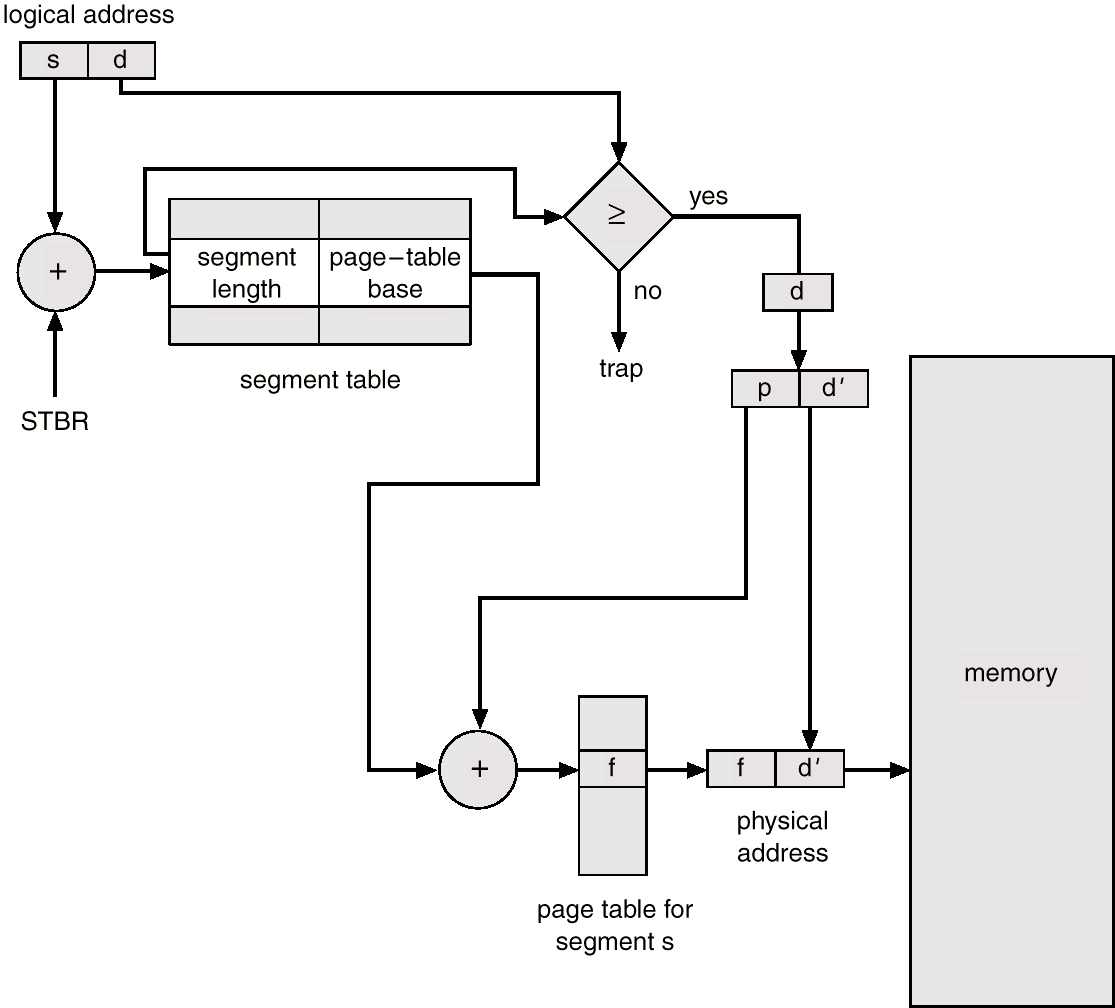 logical address
s d
≥
yes
+
segment length
page–table base
no
d
segment table
trap
STBR
p d′
memory
+
f
f d′
physical
address
page table for
segment s